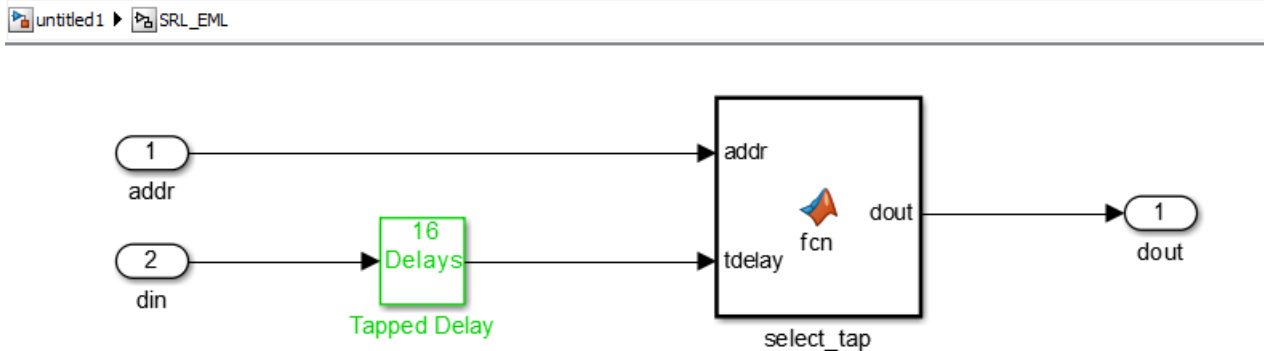 untitled1 SRL_EML
1
addr
2
din
16
Delays
Tapped Delay
addr
tdelay
fcn
dout
select_tap
1
dout